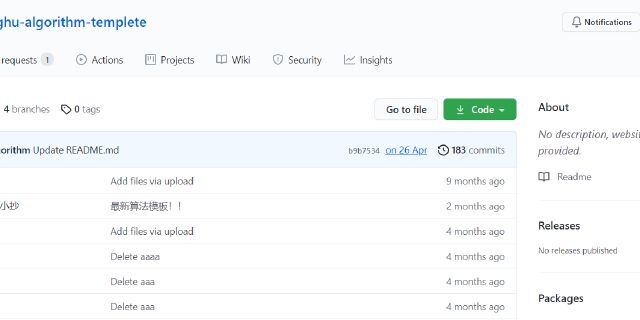 ghu-algorithm-templete
Notifications
requests 1 Actions Projects Wiki Security Insights
4 branches 0 tags Go to file Code
About
No description, website
provided.
orithm Update README.md b9b7534 on 26 Apr 183 commits
Readme
Add files via upload 9 months ago
小抄 最新算法模板！！ 2 months ago
Add files via upload 4 months ago
Releases
No releases published
Delete aaaa 4 months ago
Delete aaa 4 months ago
Packages
Delete aaa 4 months ago